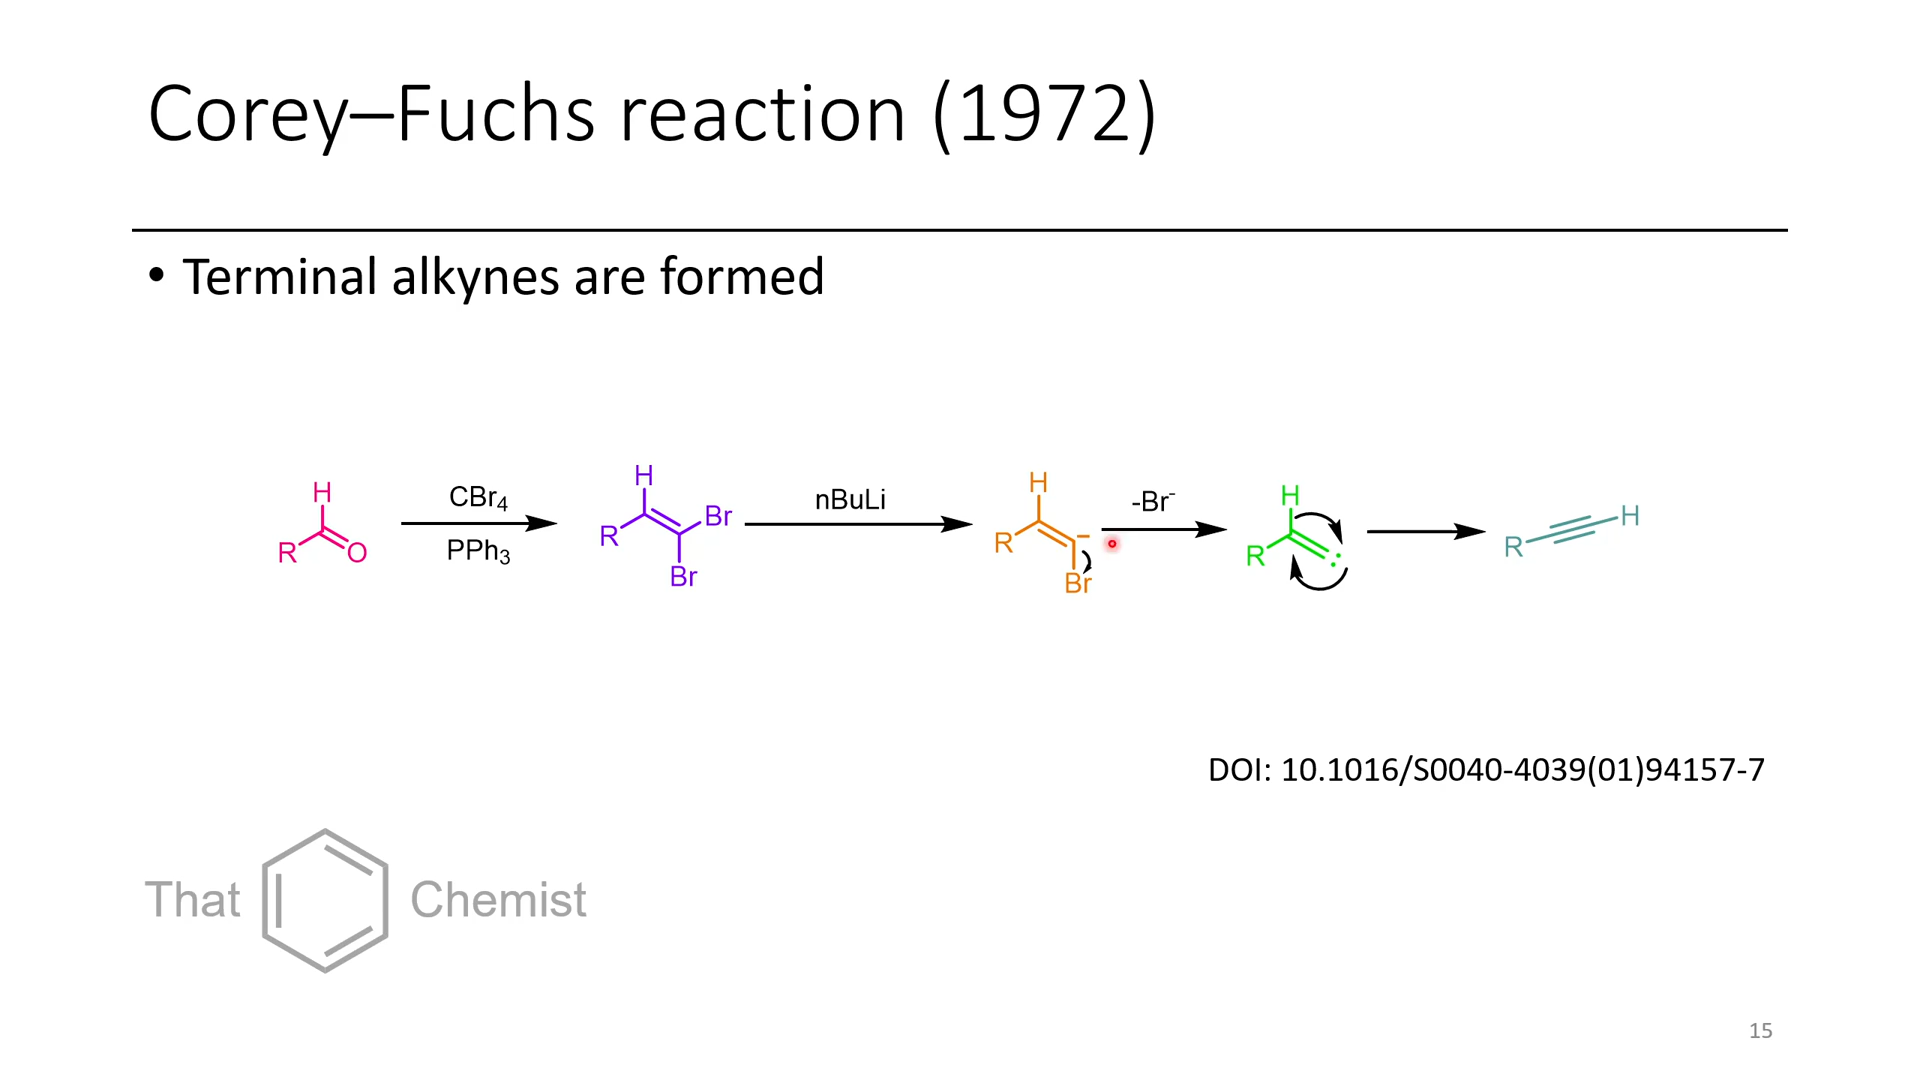 Corey–Fuchs reaction (1972)
• Terminal alkynes are formed
H
R
O
CBr4
PPh3
H
R
Br
Br
nBuLi
H
R
–
Br
-Br-
H
R
:
R
H
DOI: 10.1016/S0040-4039(01)94157-7
That Chemist
15